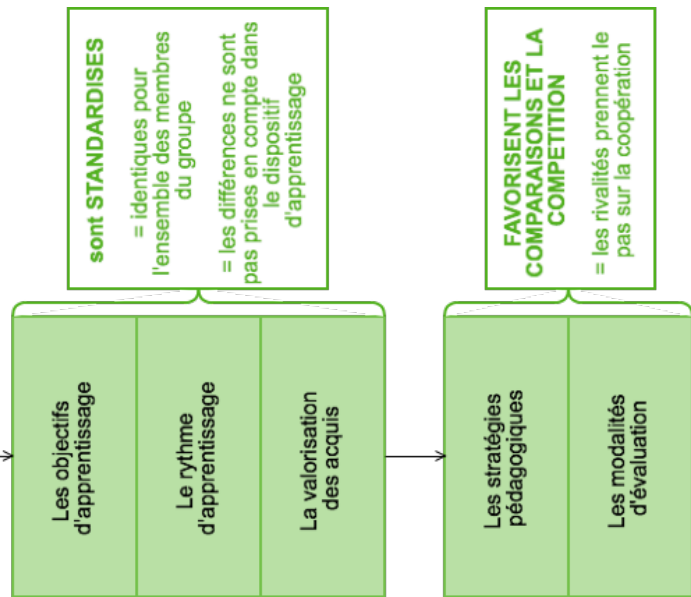 Les objectifs
d'apprentissage
Le rythme
d'apprentissage
La valorisation
des acquis
sont STANDARDISES
= identiques pour
l'ensemble des membres
du groupe
= les différences ne sont
pas prises en compte dans
le dispositif
d'apprentissage
Les stratégies
pédagogiques
Les modalités
d'évaluation
FAVORISENT LES
COMPARAISONS ET LA
COMPETITION
= les rivalités prennent le
pas sur la coopération